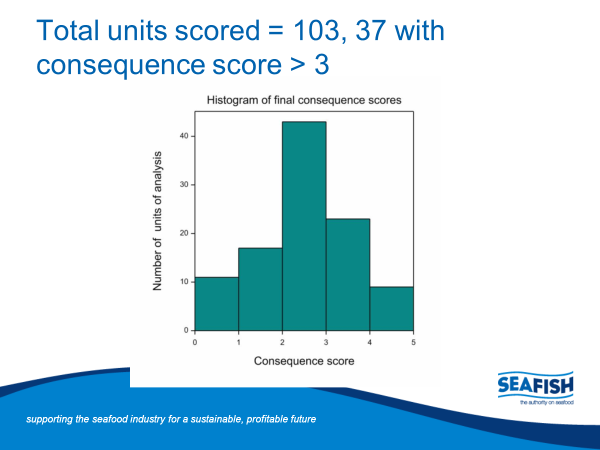 Total units scored = 103, 37 with
consequence score > 3
Histogram of final consequence scores
Number of  units of analysis
40
30
20
10
0
0 1 2 3 4 5
Consequence score
SEAFISH
the authority on seafood
supporting the seafood industry for a sustainable, profitable future